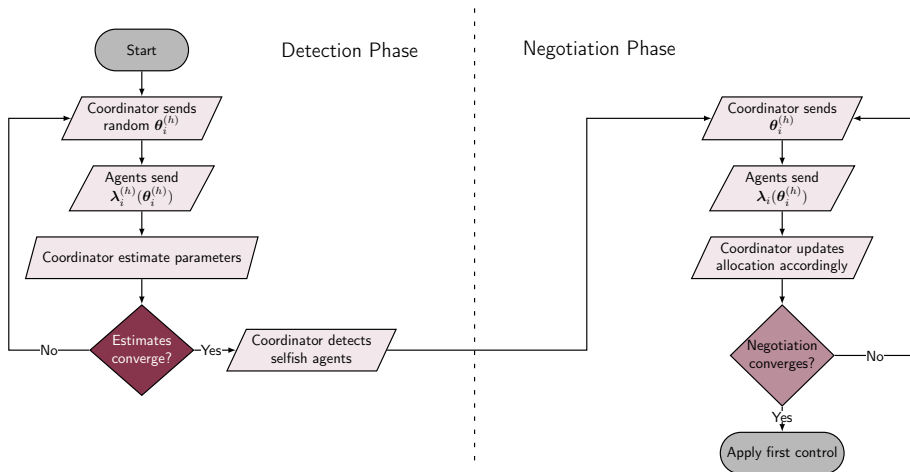 Detection Phase
Start
Coordinator sends
random θ_i^(h)
Agents send
λ_i^(h)(θ_i^(h))
Coordinator estimate parameters
Estimates
converge?
No
Yes
Coordinator detects
selfish agents
Negotiation Phase
Coordinator sends
θ_i^(h)
Agents send
λ_i(θ_i^(h))
Coordinator updates
allocation accordingly
Negotiation
converges?
No
Yes
Apply first control